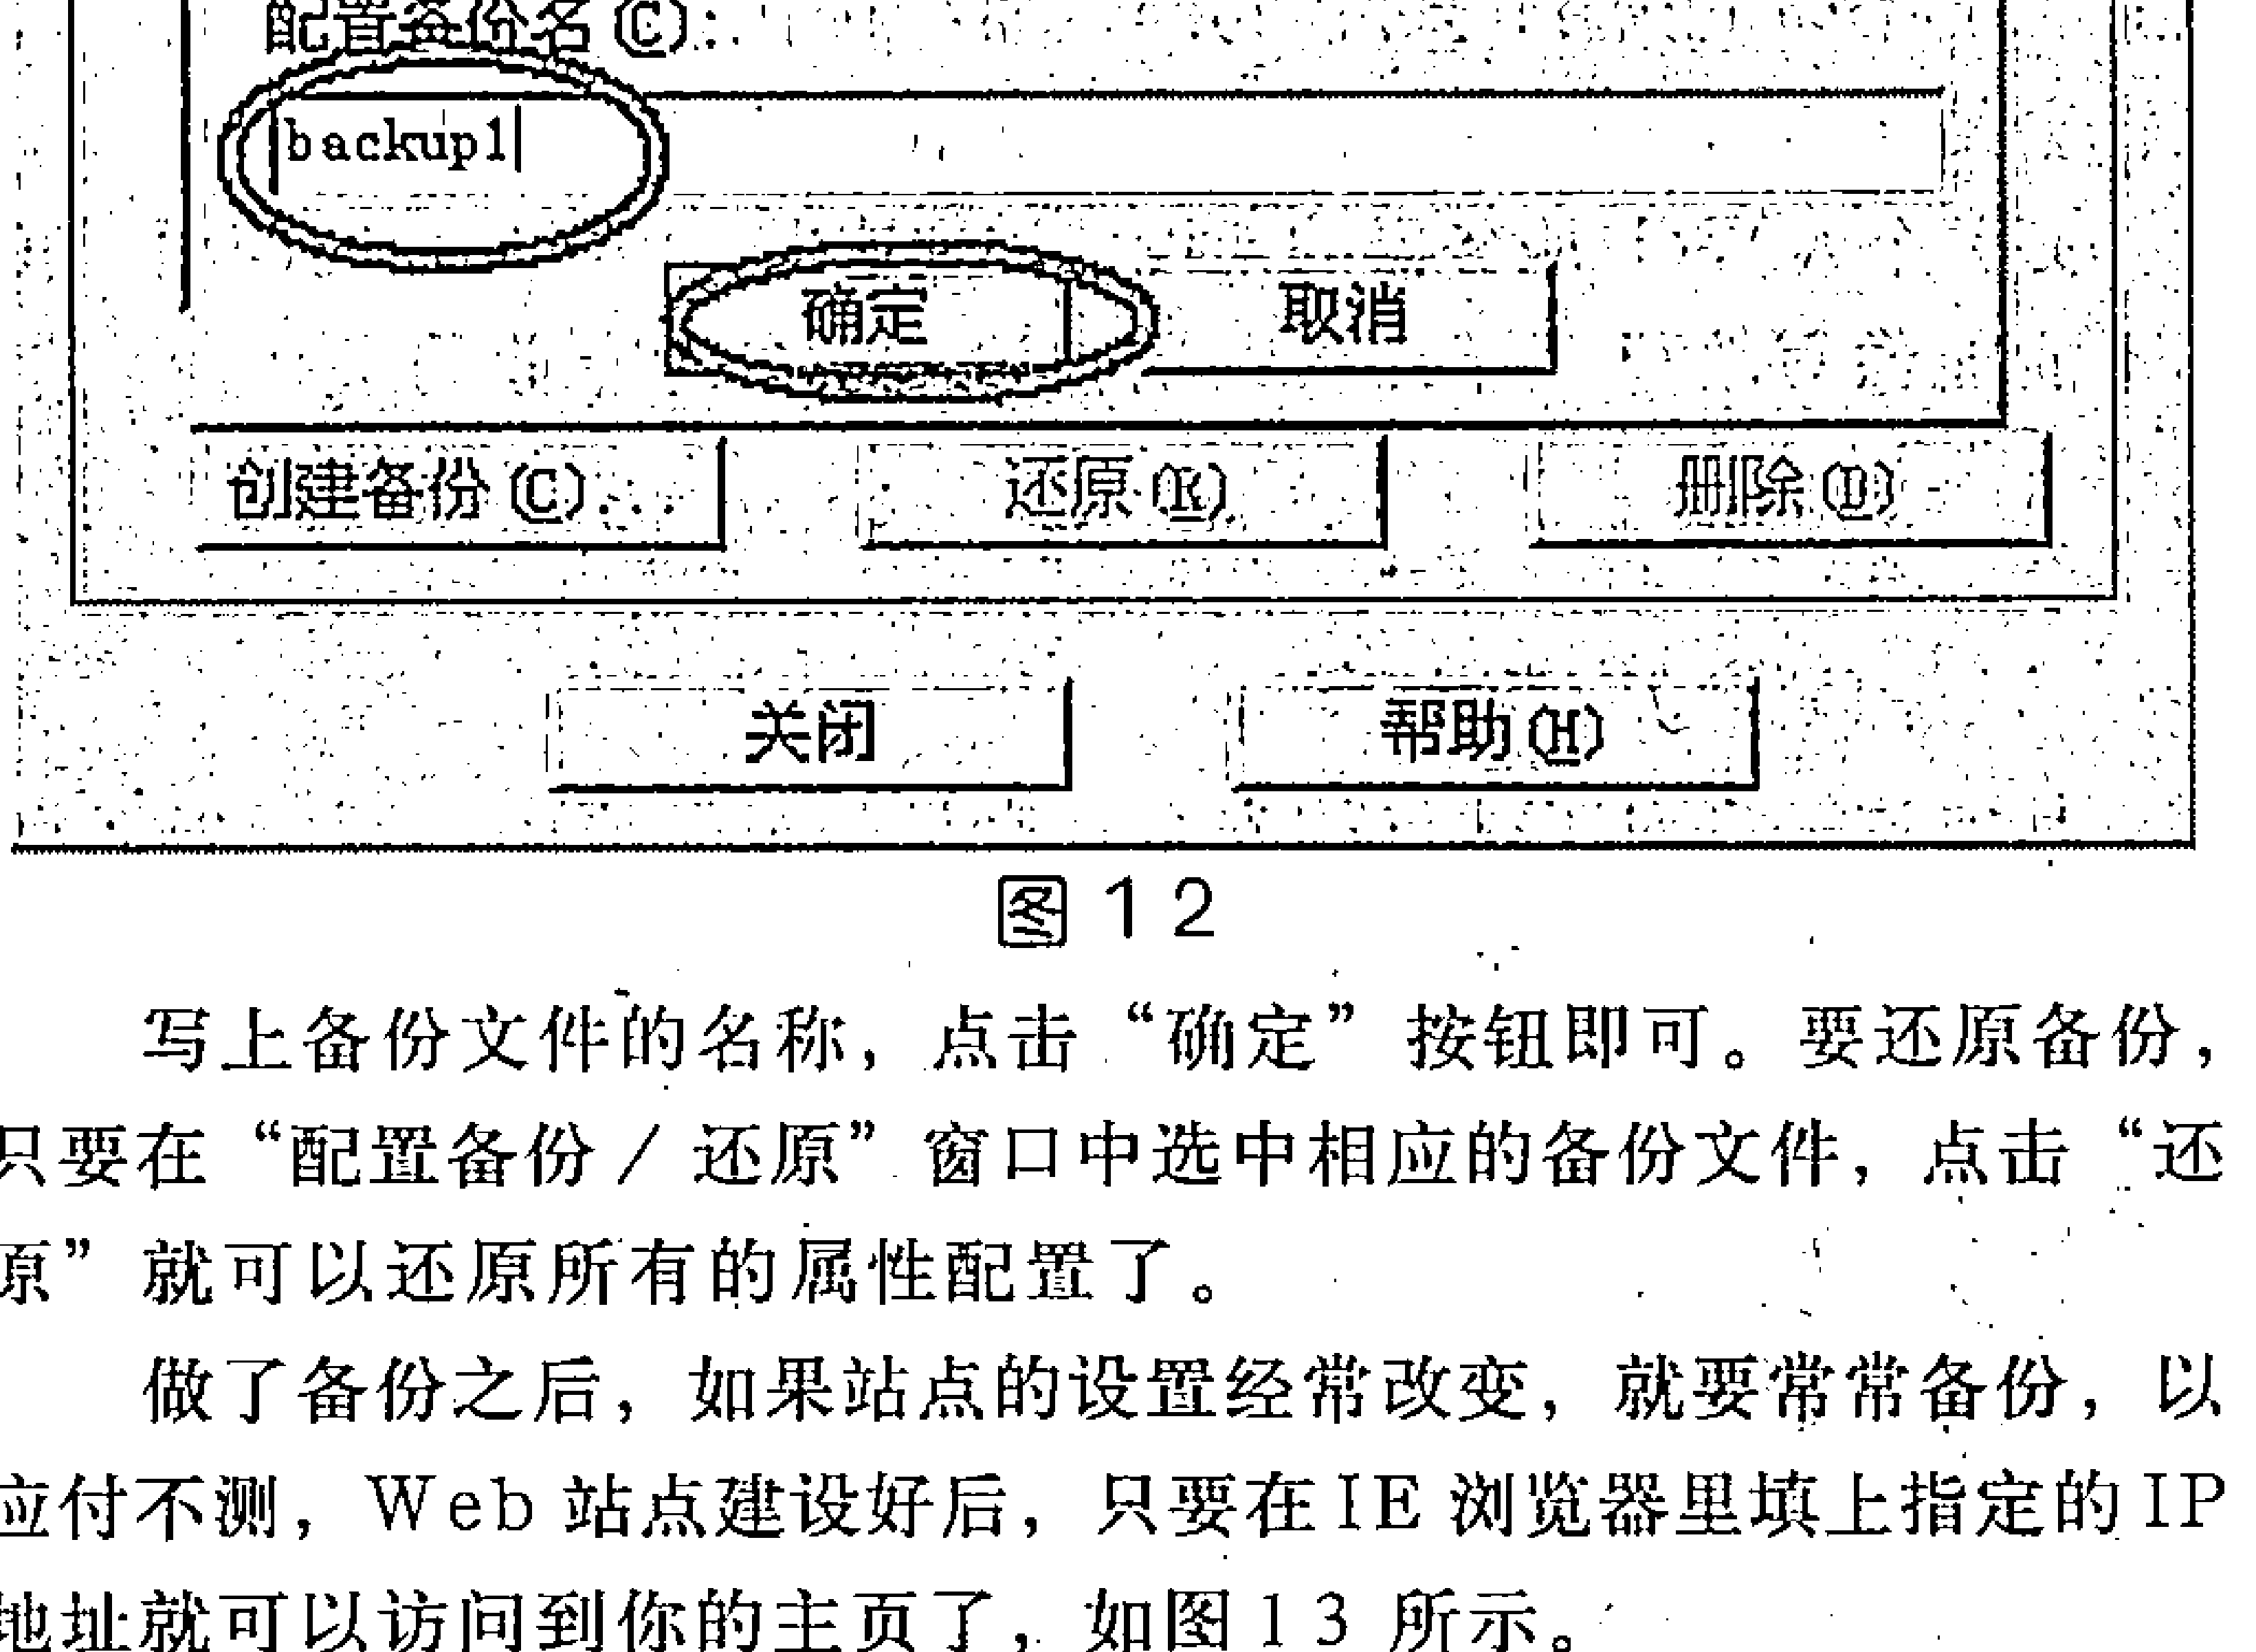 配置备份名(C):
backup1
确定 取消
创建备份(C)... 还原(R) 删除(D)
关闭 帮助(H)
图12
写上备份文件的名称，点击“确定”按钮即可。要还原备份，
只要在“配置备份/还原”窗口中选中相应的备份文件，点击“还
原”就可以还原所有的属性配置了。
做了备份之后，如果站点的设置经常改变，就要常常备份，以
应付不测，Web站点建设好后，只要在IE浏览器里填上指定的IP
地址就可以访问到你的主页了，如图13所示。